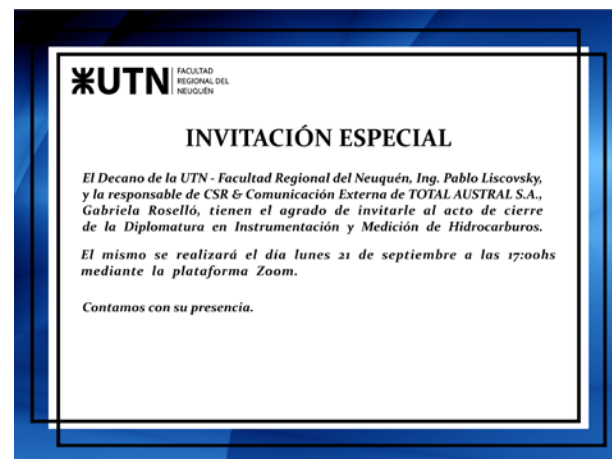 UTN
FACULTAD
REGIONAL DEL
NEUQUÉN
INVITACIÓN ESPECIAL
El Decano de la UTN - Facultad Regional del Neuquén, Ing. Pablo Liscovsky,
y la responsable de CSR & Comunicación Externa de TOTAL AUSTRAL S.A.,
Gabriela Roselló, tienen el agrado de invitarle al acto de cierre
de la Diplomatura en Instrumentación y Medición de Hidrocarburos.
El mismo se realizará el día lunes 21 de septiembre a las 17:00hs
mediante la plataforma Zoom.
Contamos con su presencia.